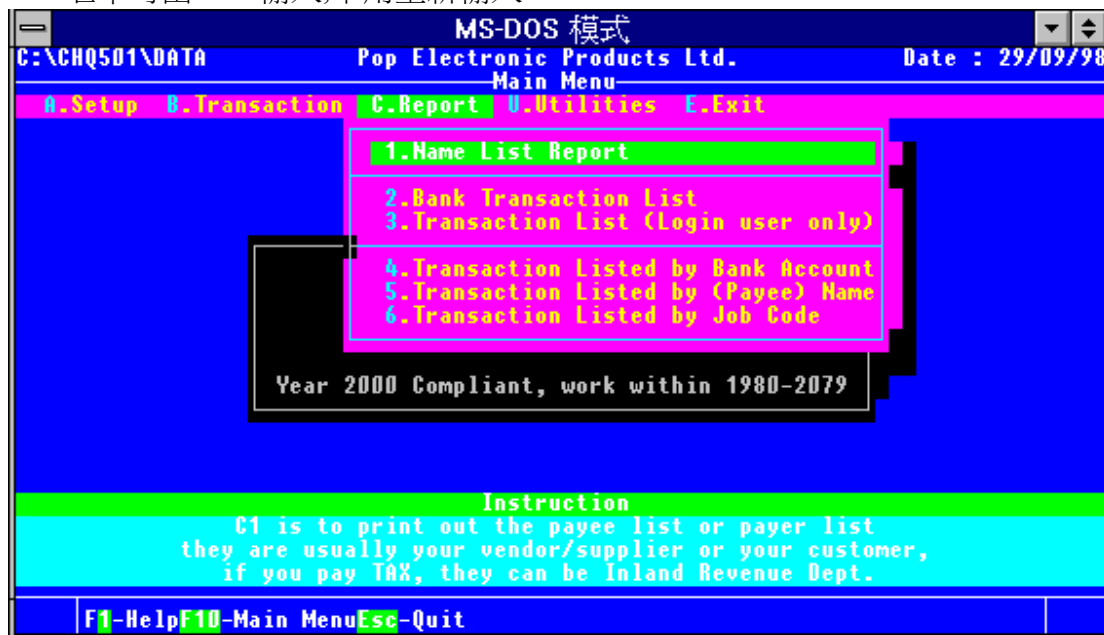 MS-DOS 模式
C:\CHQ501\DATA Pop Electronic Products Ltd. Date : 29/09/98
Main Menu
A.Setup B.Transaction C.Report U.Utilities E.Exit
1.Name List Report
2.Bank Transaction List
3.Transaction List (Login user only)
4.Transaction Listed by Bank Account
5.Transaction Listed by (Payee) Name
6.Transaction Listed by Job Code
Year 2000 Compliant, work within 1980-2079
Instruction
C1 is to print out the payee list or payer list
they are usually your vendor/supplier or your customer,
if you pay TAX, they can be Inland Revenue Dept.
F1-HelpF10-Main MenuEsc-Quit